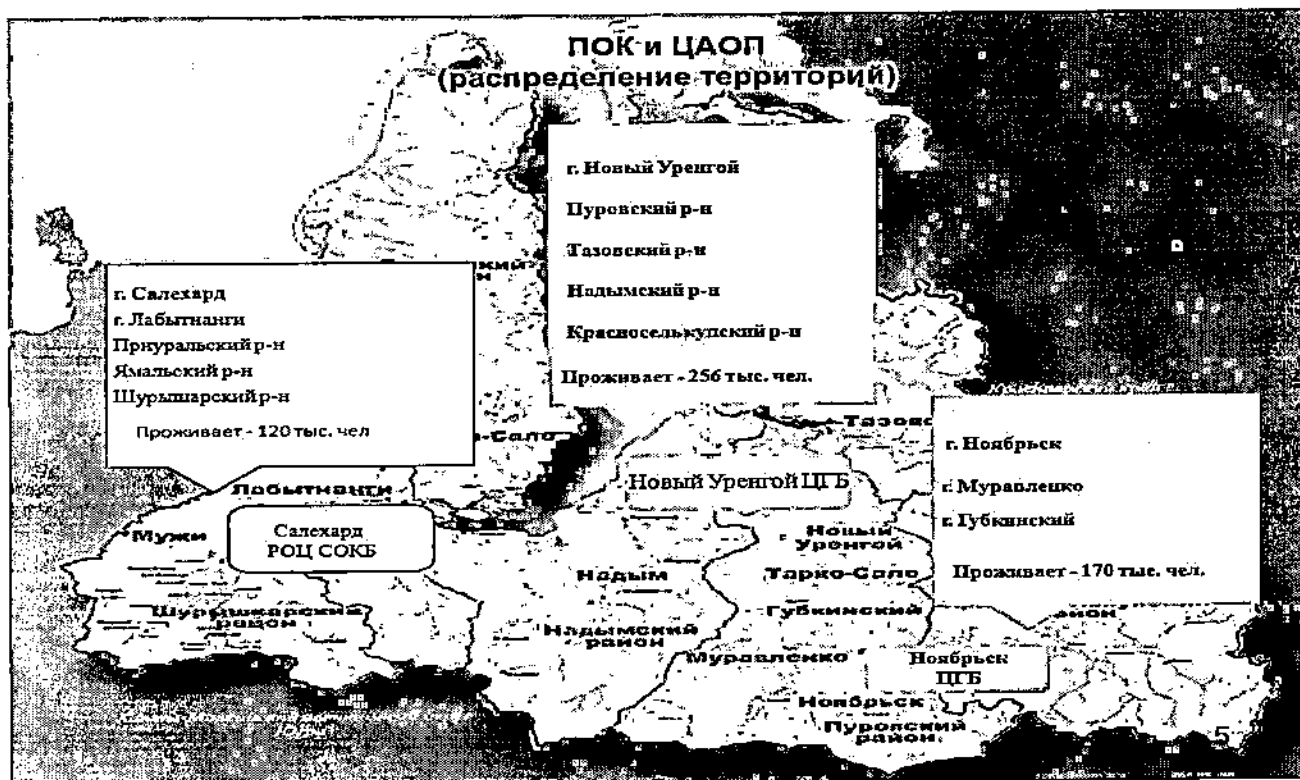 ПОК и ЦАОП
(распределение территорий)
г. Новый Уренгой
Пуровский р-н
Тазовский р-н
Надымский р-н
Красноселькупский р-н
Проживает - 256 тыс. чел.
г. Салехард
г. Лабытнанги
Приуральский р-н
Ямальский р-н
Шурышарский р-н
Проживает - 120 тыс. чел
г. Ноябрьск
г. Муравленко
г. Губкинский
Проживает - 170 тыс. чел.
Лабытнанги
Новый Уренгой ЦГБ
Мужи
Салехард
РОЦ СОКБ
Новый
Уренгой
Надым
Тарко-Сале
Шурышкарский
район
Губкинский
Надымский
район
Муравленко
Ноябрьск
ЦГБ
Ноябрьск
Пуровский
район
5